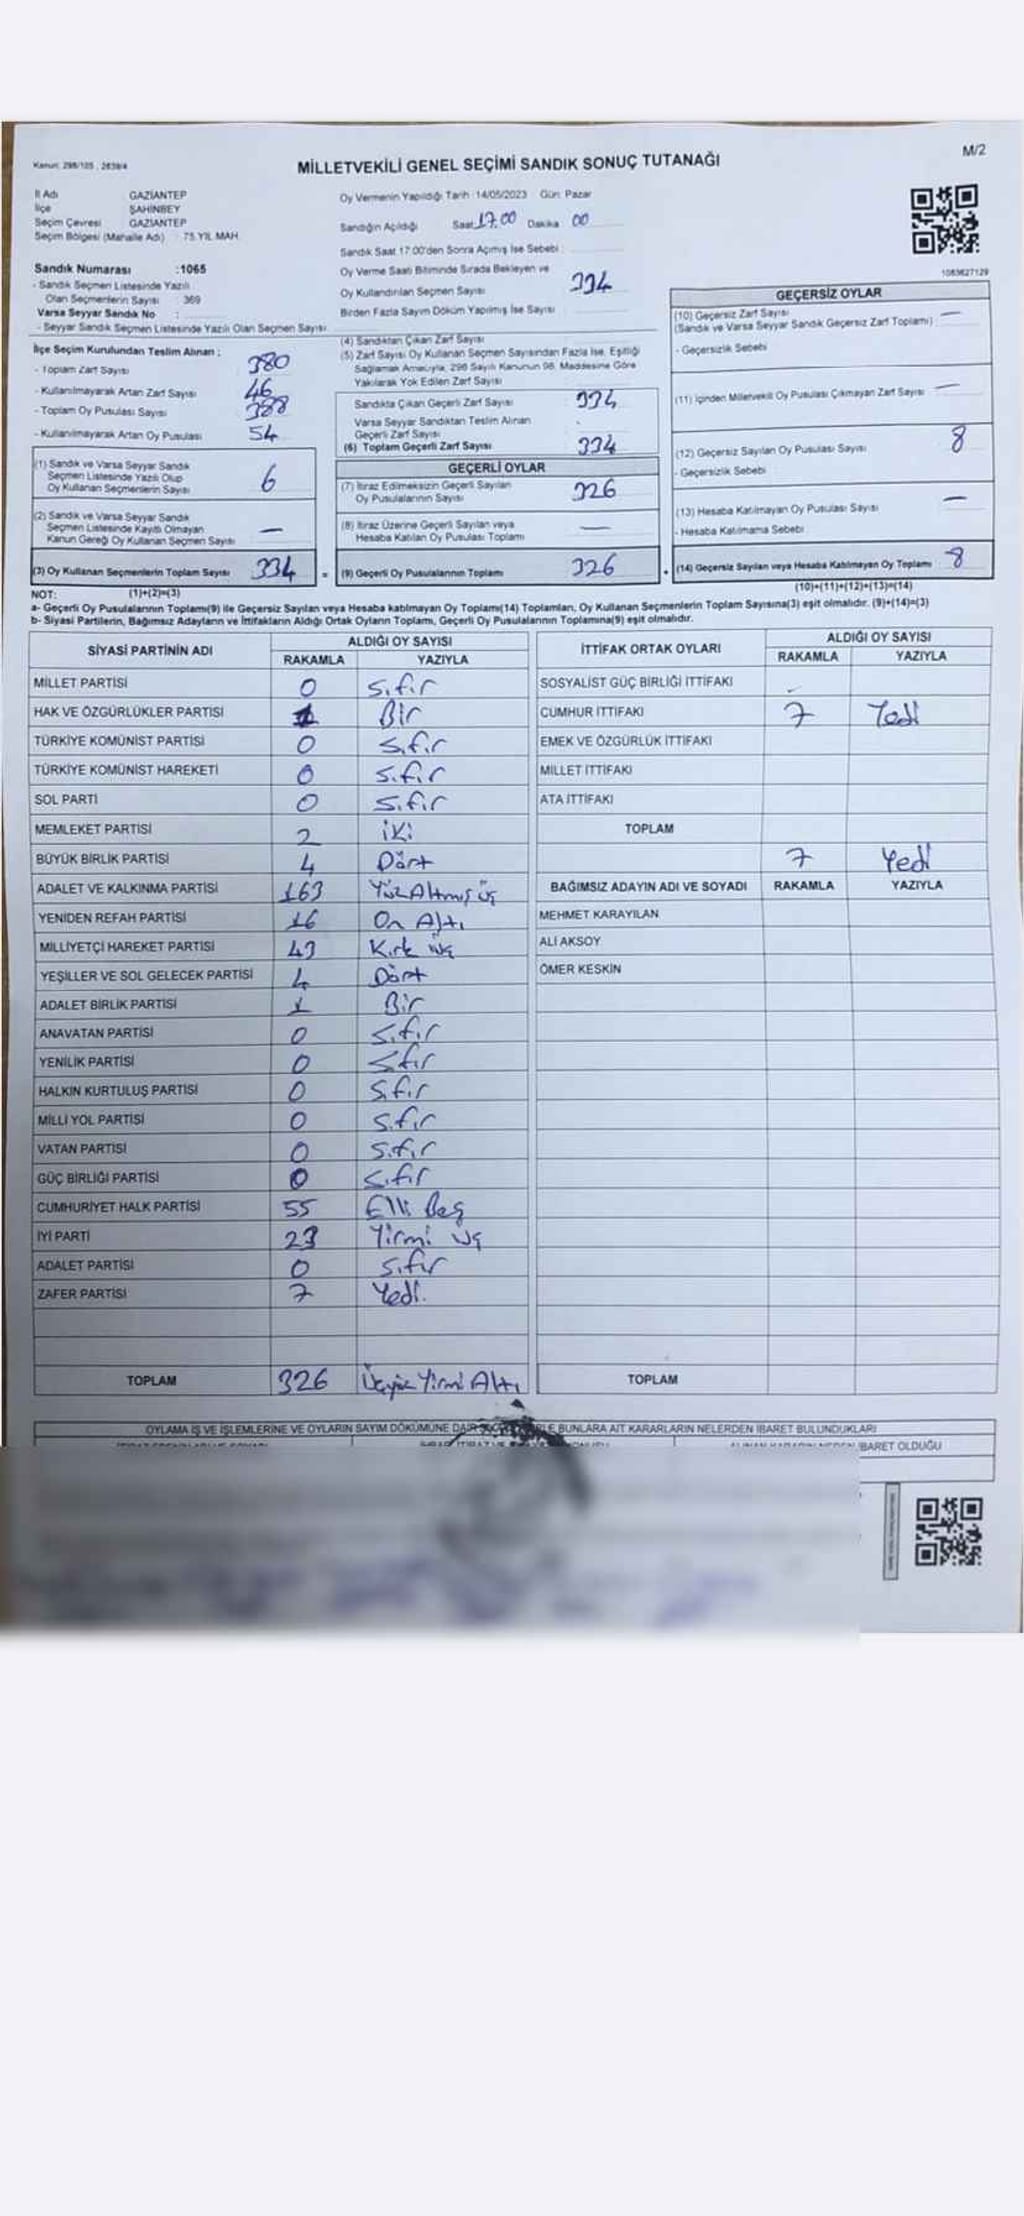 Kanun: 298/105, 2839/4
MİLLETVEKİLİ GENEL SEÇİMİ SANDIK SONUÇ TUTANAĞI
M/2
İl Adı GAZİANTEP
İlçe ŞAHİNBEY
Seçim Çevresi GAZİANTEP
Seçim Bölgesi (Mahalle Adı) : 75.YIL MAH.
Sandık Numarası :1065
- Sandık Seçmen Listesinde Yazılı
Olan Seçmenlerin Sayısı : 369
Varsa Seyyar Sandık No :
- Seyyar Sandık Seçmen Listesinde Yazılı Olan Seçmen Sayısı
İlçe Seçim Kurulundan Teslim Alınan :
- Toplam Zarf Sayısı 380
- Kullanılmayarak Artan Zarf Sayısı 46
- Toplam Oy Pusulası Sayısı 388
- Kullanılmayarak Artan Oy Pusulası 54
(1) Sandık ve Varsa Seyyar Sandık
Seçmen Listesinde Yazılı Olup
Oy Kullanan Seçmenlerin Sayısı 6
(2) Sandık ve Varsa Seyyar Sandık
Seçmen Listesinde Kayıtlı Olmayan
Kanun Gereği Oy Kullanan Seçmen Sayısı —
(3) Oy Kullanan Seçmenlerin Toplam Sayısı 334
Oy Vermenin Yapıldığı Tarih :14/05/2023 Gün: Pazar
Sandığın Açıldığı Saat 17.00 Dakika 00
Sandık Saat 17:00'den Sonra Açımış İse Sebebi :
Oy Verme Saati Bitiminde Sırada Bekleyen ve
Oy Kullandırılan Seçmen Sayısı 334
Birden Fazla Sayım Döküm Yapılmış İse Sayısı :
(4) Sandıktan Çıkan Zarf Sayısı
(5) Zarf Sayısı Oy Kullanan Seçmen Sayısından Fazla İse, Eşitliği
Sağlamak Amacıyla, 298 Sayılı Kanunun 98. Maddesine Göre
Yakılarak Yok Edilen Zarf Sayısı
Sandıkta Çıkan Geçerli Zarf Sayısı 334
Varsa Seyyar Sandıktan Teslim Alınan
Geçerli Zarf Sayısı
(6) Toplam Geçerli Zarf Sayısı 334
GEÇERLİ OYLAR
(7) İtiraz Edilmeksizin Geçerli Sayılan
Oy Pusulalarının Sayısı 326
(8) İtiraz Üzerine Geçerli Sayılan veya
Hesaba Katılan Oy Pusulası Toplamı —
= (9) Geçerli Oy Pusulalarının Toplamı 326
1065627129
GEÇERSİZ OYLAR
(10) Geçersiz Zarf Sayısı —
(Sandık ve Varsa Seyyar Sandık Geçersiz Zarf Toplamı)
- Geçersizlik Sebebi
(11) İçinden Milletvekili Oy Pusulası Çıkmayan Zarf Sayısı —
(12) Geçersiz Sayılan Oy Pusulası Sayısı 8
- Geçersizlik Sebebi
(13) Hesaba Katılmayan Oy Pusulası Sayısı —
- Hesaba Katılmama Sebebi
+ (14) Geçersiz Sayılan veya Hesaba Katılmayan Oy Toplamı 8
NOT: (1)+(2)=(3) (10)+(11)+(12)+(13)=(14)
a- Geçerli Oy Pusulalarının Toplamı(9) ile Geçersiz Sayılan veya Hesaba katılmayan Oy Toplamı(14) Toplamları, Oy Kullanan Seçmenlerin Toplam Sayısına(3) eşit olmalıdır. (9)+(14)=(3)
b- Siyasi Partilerin, Bağımsız Adayların ve İttifakların Aldığı Ortak Oyların Toplamı, Geçerli Oy Pusulalarının Toplamına(9) eşit olmalıdır.
SİYASİ PARTİNİN ADI ALDIĞI OY SAYISI
RAKAMLA YAZIYLA
MİLLET PARTİSİ 0 Sıfır
HAK VE ÖZGÜRLÜKLER PARTİSİ 1 Bir
TÜRKİYE KOMÜNİST PARTİSİ 0 Sıfır
TÜRKİYE KOMÜNİST HAREKETİ 0 Sıfır
SOL PARTİ 0 Sıfır
MEMLEKET PARTİSİ 2 iki
BÜYÜK BİRLİK PARTİSİ 4 Dört
ADALET VE KALKINMA PARTİSİ 163 Yüz Altmış üç
YENİDEN REFAH PARTİSİ 16 On Altı
MİLLİYETÇİ HAREKET PARTİSİ 43 Kırk üç
YEŞİLLER VE SOL GELECEK PARTİSİ 4 Dört
ADALET BİRLİK PARTİSİ 1 Bir
ANAVATAN PARTİSİ 0 Sıfır
YENİLİK PARTİSİ 0 Sıfır
HALKIN KURTULUŞ PARTİSİ 0 Sıfır
MİLLİ YOL PARTİSİ 0 Sıfır
VATAN PARTİSİ 0 Sıfır
GÜÇ BİRLİĞİ PARTİSİ 0 Sıfır
CUMHURİYET HALK PARTİSİ 55 Elli Beş
İYİ PARTİ 23 Yirmi üç
ADALET PARTİSİ 0 Sıfır
ZAFER PARTİSİ 7 Yedi.
TOPLAM 326 Üçyüz Yirmi Altı
İTTİFAK ORTAK OYLARI ALDIĞI OY SAYISI
RAKAMLA YAZIYLA
SOSYALİST GÜÇ BİRLİĞİ İTTİFAKI
CUMHUR İTTİFAKI 7 Yedi
EMEK VE ÖZGÜRLÜK İTTİFAKI
MİLLET İTTİFAKI
ATA İTTİFAKI
TOPLAM 7 Yedi
BAĞIMSIZ ADAYIN ADI VE SOYADI RAKAMLA YAZIYLA
MEHMET KARAYILAN
ALİ AKSOY
ÖMER KESKİN
TOPLAM
OYLAMA İŞ VE İŞLEMLERİNE VE OYLARIN SAYIM DÖKÜMÜNE DAİR BUNLARA AİT KARARLARIN NELERDEN İBARET BULUNDUKLARI
İBARET OLDUĞU